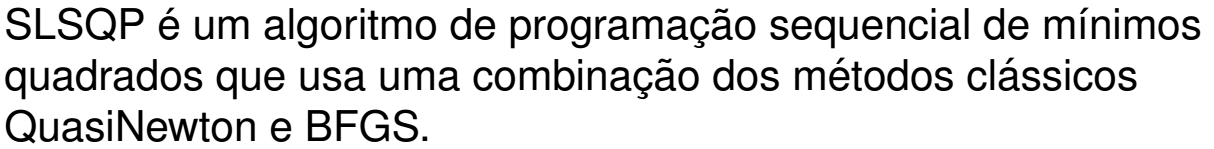 SLSQP é um algoritmo de programação sequencial de mínimos
quadrados que usa uma combinação dos métodos clássicos
QuasiNewton e BFGS.